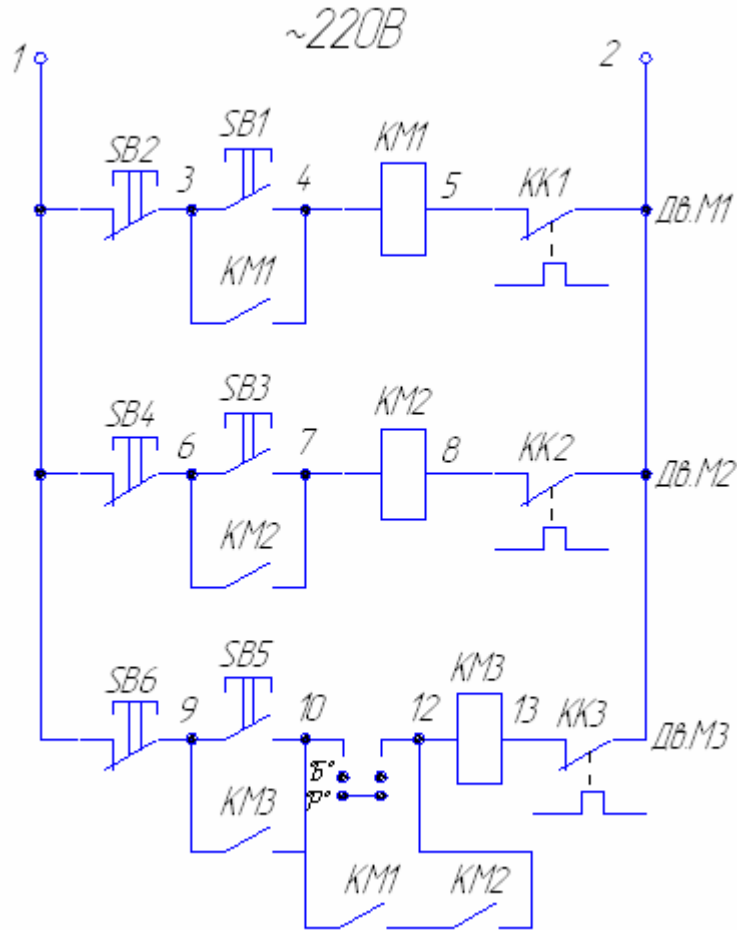 ~220В
1 2
SB2 SB1 KM1
3 4 5 KK1 Дв.М1
KM1
SB4 SB3 KM2
6 7 8 KK2 Дв.М2
KM2
SB6 SB5 KM3
9 10 12 13 KK3 Дв.М3
"Б"
"Р"
KM3
KM1 KM2